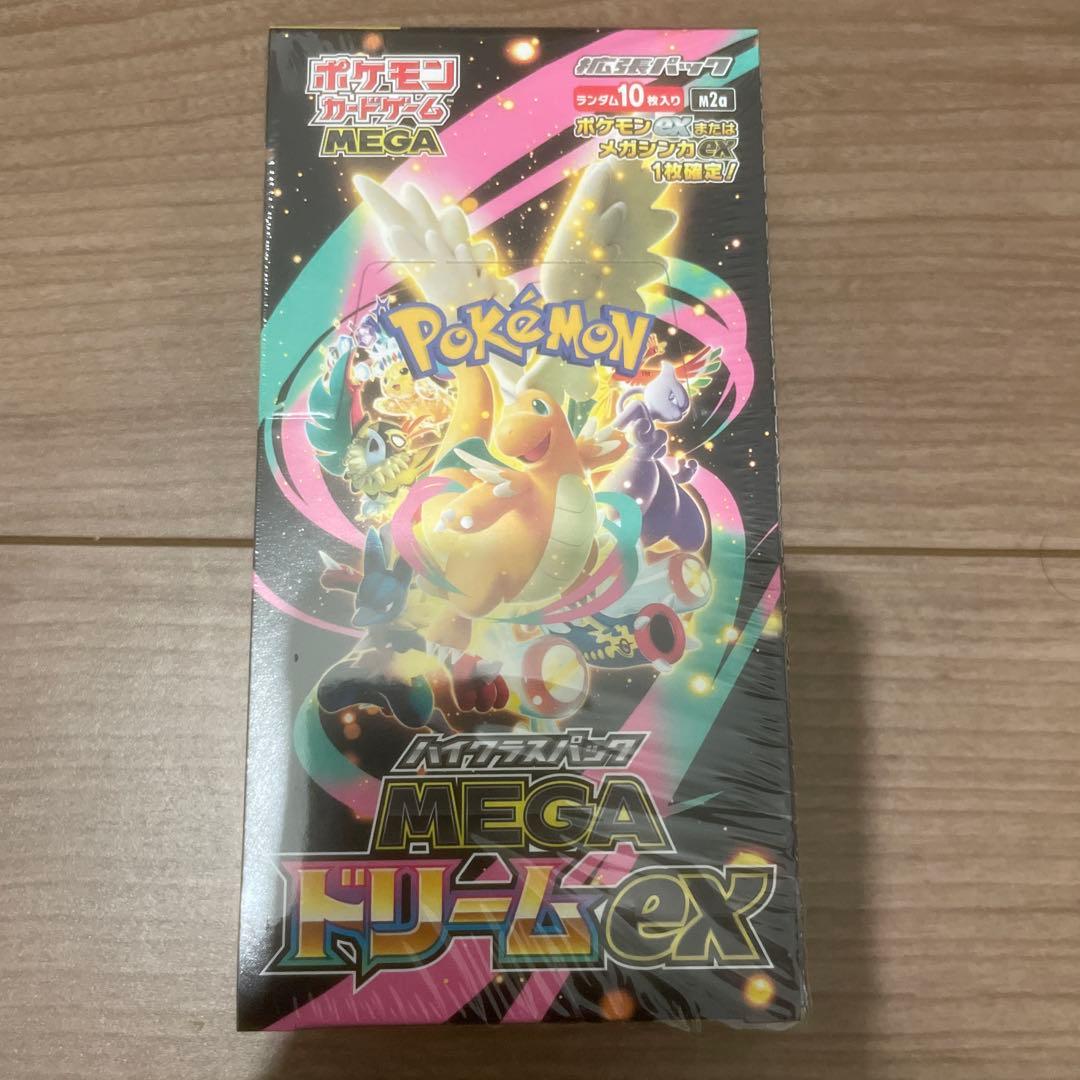 ポケモン
カードゲーム
MEGA
拡張パック
ランダム10枚入り M2a
ポケモンexまたは
メガシンカex
1枚確定!
POKéMON
TM
ハイクラスパック
MEGA
ドリームex